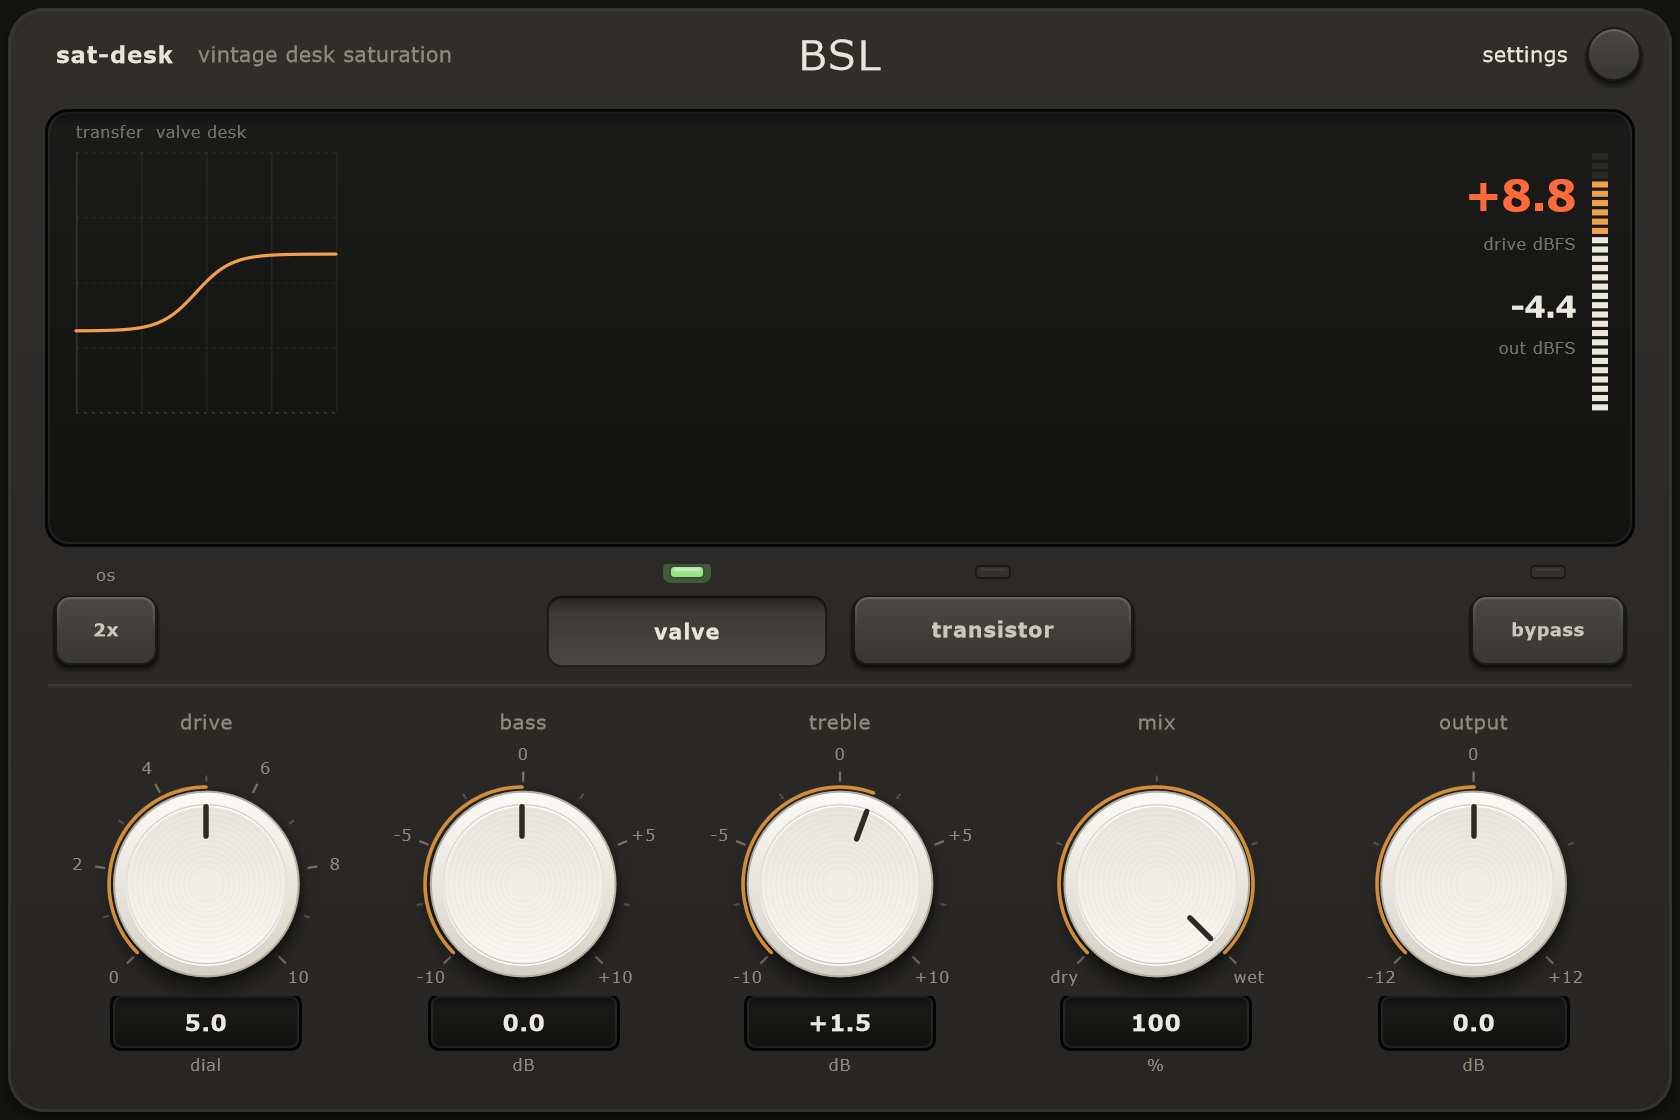 sat-desk vintage desk saturation BSL settings
transfer valve desk
+8.8
drive dBFS
-4.4
out dBFS
os
2x valve transistor bypass
drive bass treble mix output
0 0 0
4 6
-5 +5 -5 +5
2 8
0 10 -10 +10 -10 +10 dry wet -12 +12
5.0 0.0 +1.5 100 0.0
dial dB dB % dB